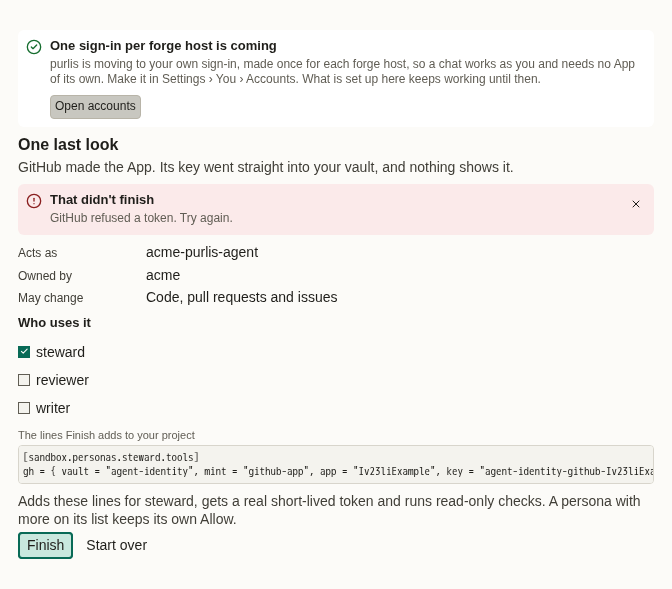 One sign-in per forge host is coming
purlis is moving to your own sign-in, made once for each forge host, so a chat works as you and needs no App
of its own. Make it in Settings › You › Accounts. What is set up here keeps working until then.
Open accounts
One last look
GitHub made the App. Its key went straight into your vault, and nothing shows it.
That didn't finish
GitHub refused a token. Try again.
Acts as acme-purlis-agent
Owned by acme
May change Code, pull requests and issues
Who uses it
steward
reviewer
writer
The lines Finish adds to your project
[sandbox.personas.steward.tools]
gh = { vault = "agent-identity", mint = "github-app", app = "Iv23liExample", key = "agent-identity-github-Iv23liExa
Adds these lines for steward, gets a real short-lived token and runs read-only checks. A persona with
more on its list keeps its own Allow.
Finish Start over